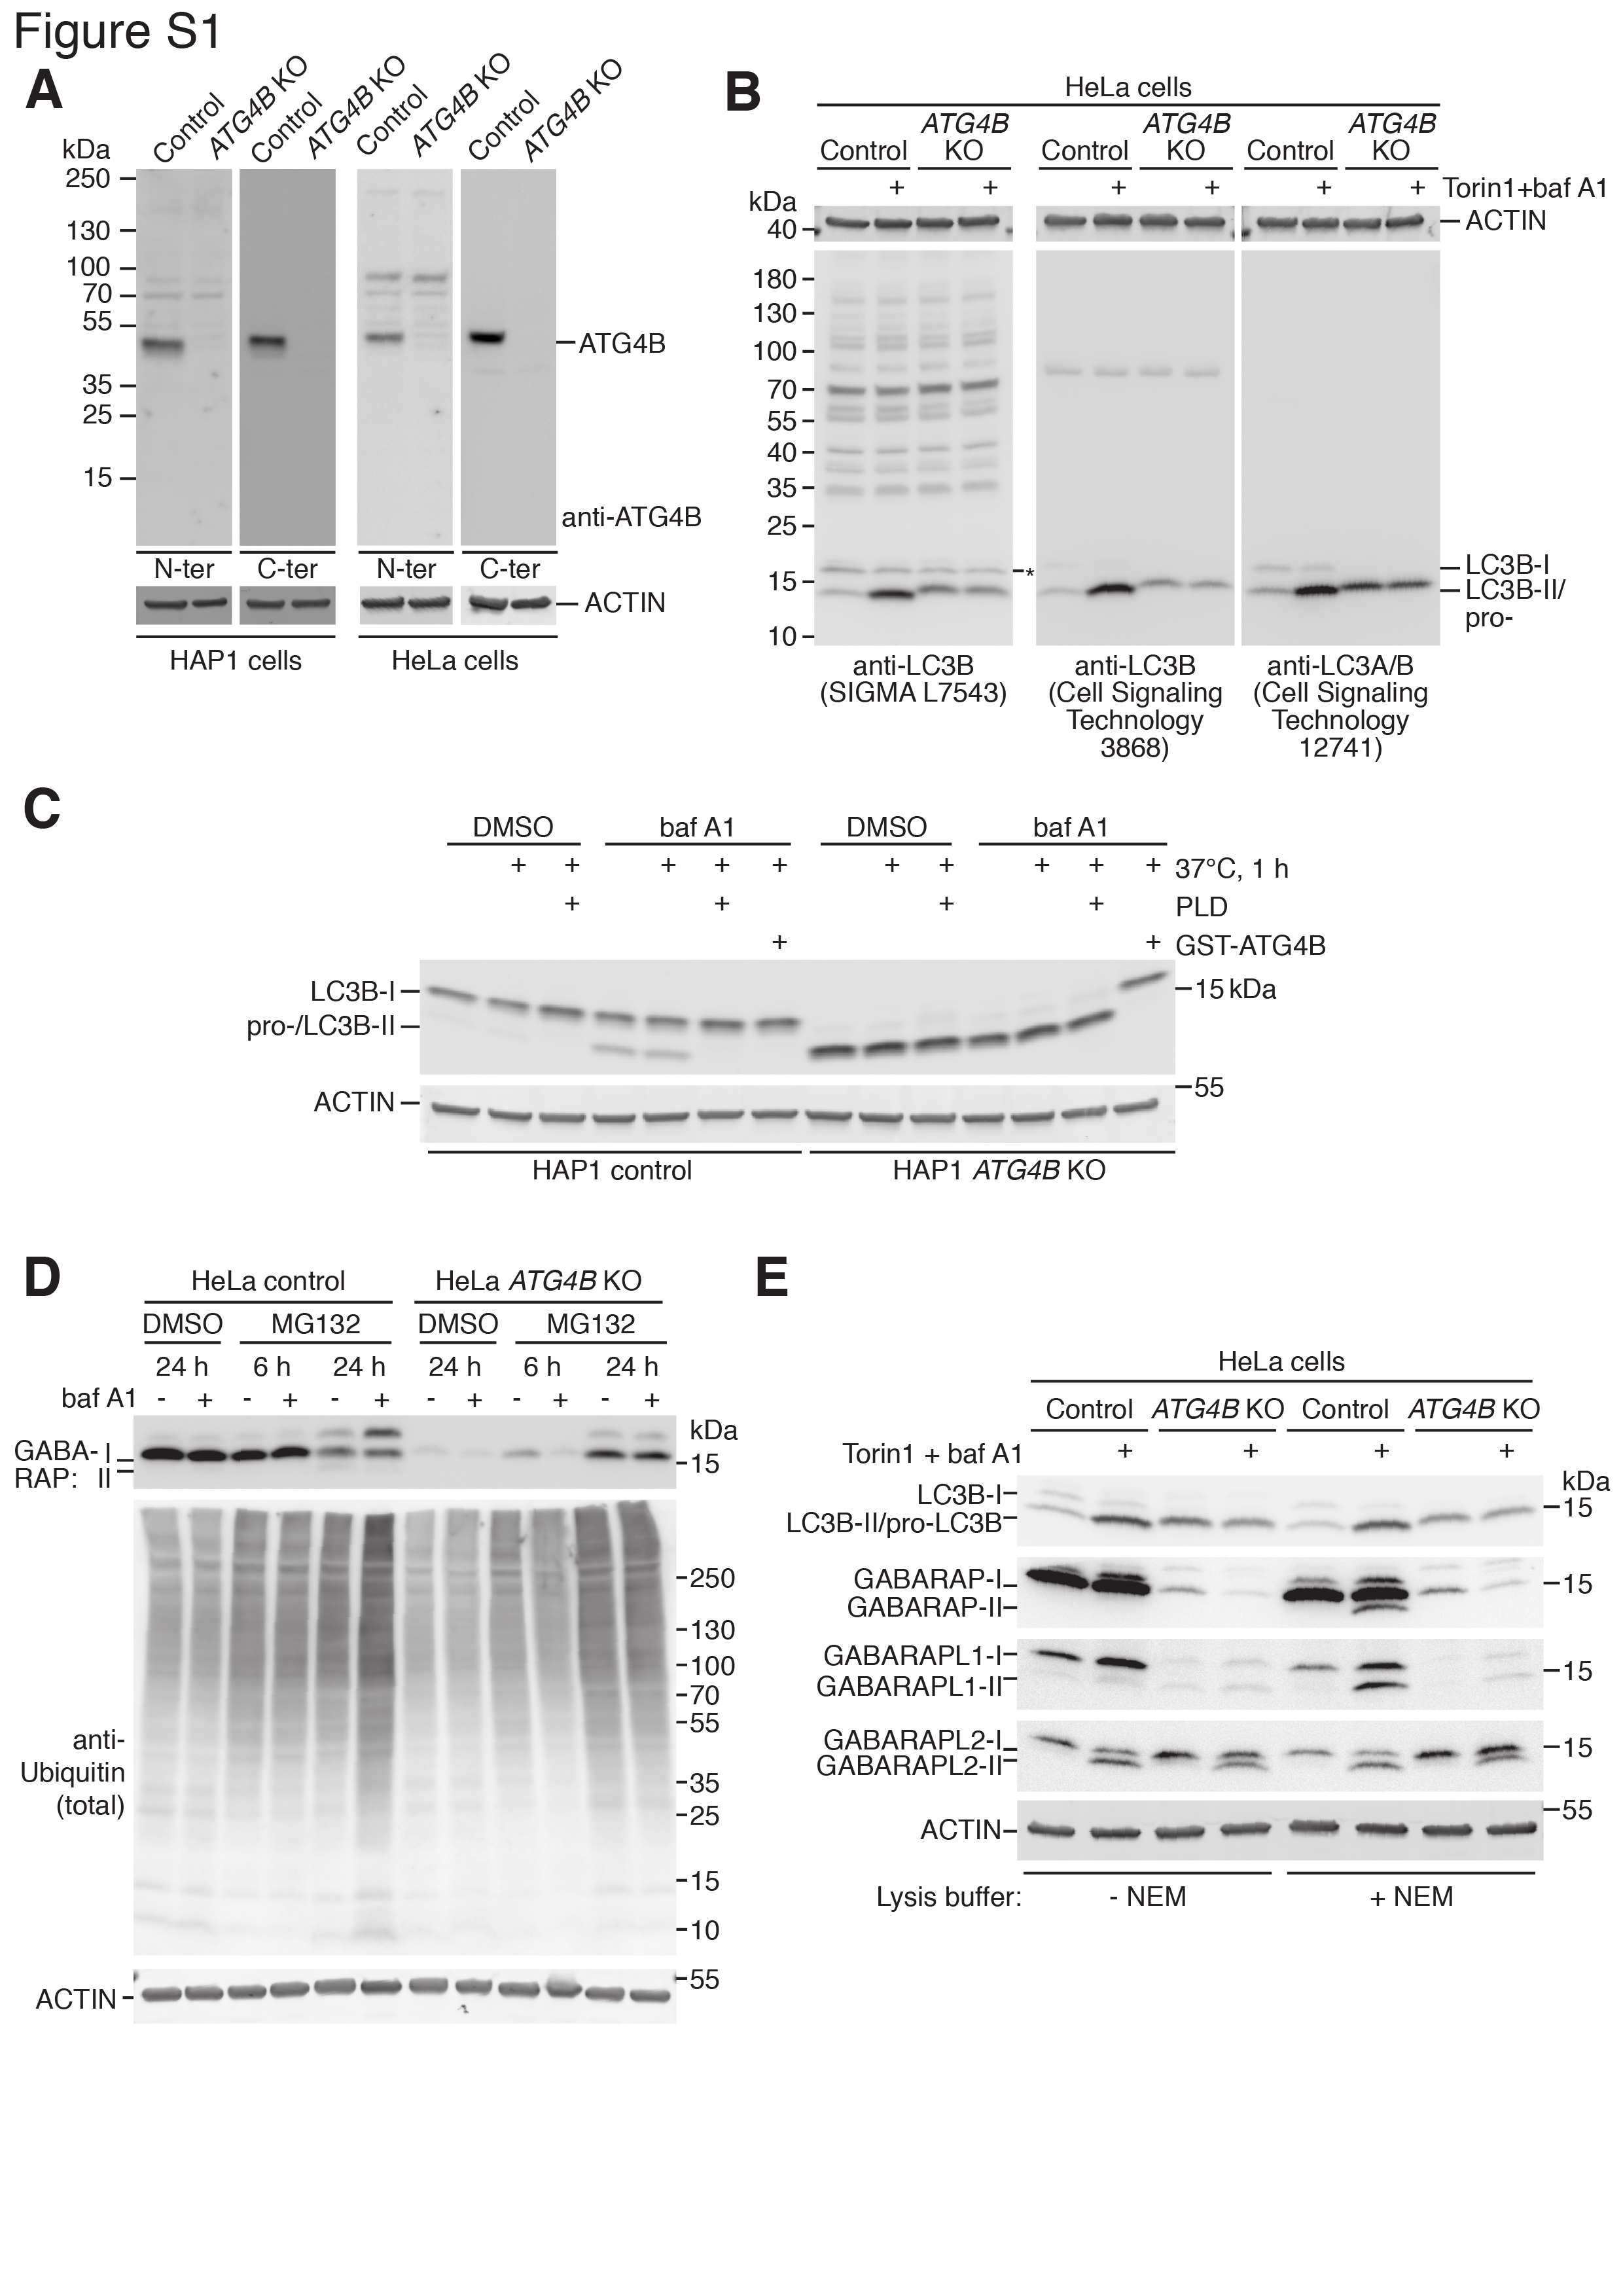 Figure S1
A
Control
ATG4B KO
Control
ATG4B KO
Control
ATG4B KO
Control
ATG4B KO
kDa
250
130
100
70
55
35
25
15
ATG4B
anti-ATG4B
N-ter
C-ter
N-ter
C-ter
ACTIN
HAP1 cells
HeLa cells
B
HeLa cells
Control
ATG4B
KO
Control
ATG4B
KO
Control
ATG4B
KO
+ + + + + + Torin1+baf A1
kDa
40
ACTIN
180
130
100
70
55
40
35
25
15
10
*
LC3B-I
LC3B-II/
pro-
anti-LC3B
(SIGMA L7543)
anti-LC3B
(Cell Signaling
Technology
3868)
anti-LC3A/B
(Cell Signaling
Technology
12741)
C
DMSO baf A1 DMSO baf A1
+ + + + + + + + + + 37°C, 1 h
+ + + + PLD
+ + GST-ATG4B
LC3B-I
pro-/LC3B-II
15 kDa
55
ACTIN
HAP1 control
HAP1 ATG4B KO
D
HeLa control HeLa ATG4B KO
DMSO MG132 DMSO MG132
24 h 6 h 24 h 24 h 6 h 24 h
baf A1 - + - + - + - + - + - +
kDa
GABA- I
RAP: II
15
250
130
100
70
55
35
25
15
10
anti-
Ubiquitin
(total)
55
ACTIN
E
HeLa cells
Control ATG4B KO Control ATG4B KO
Torin1 + baf A1 + + + +
kDa
LC3B-I
LC3B-II/pro-LC3B
15
GABARAP-I
GABARAP-II
15
GABARAPL1-I
GABARAPL1-II
15
GABARAPL2-I
GABARAPL2-II
15
55
ACTIN
Lysis buffer: - NEM + NEM